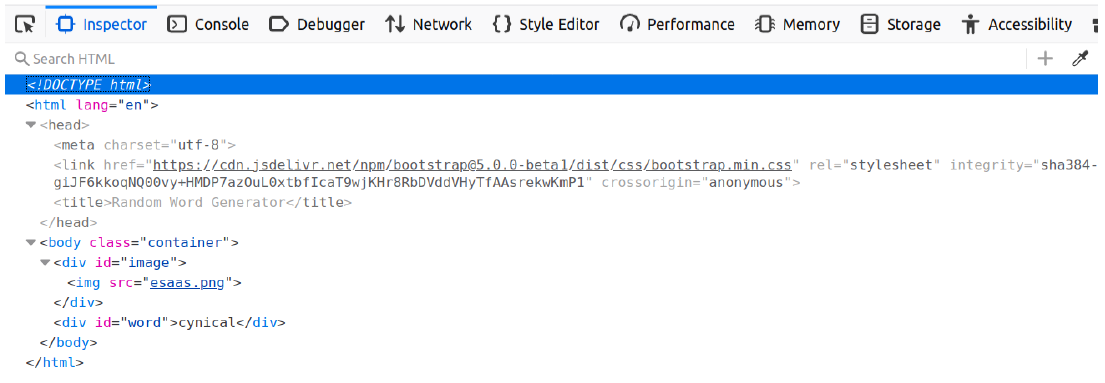 Inspector Console Debugger Network Style Editor Performance Memory Storage Accessibility
Search HTML
<!DOCTYPE html>
<html lang="en">
<head>
<meta charset="utf-8">
<link href="https://cdn.jsdelivr.net/npm/bootstrap@5.0.0-beta1/dist/css/bootstrap.min.css" rel="stylesheet" integrity="sha384-
giJF6kkoqNQ00vy+HMDP7azOuL0xtbfIcaT9wjKHr8RbDVddVHyTfAAsrekwKmP1" crossorigin="anonymous">
<title>Random Word Generator</title>
</head>
<body class="container">
<div id="image">
<img src="esaas.png">
</div>
<div id="word">cynical</div>
</body>
</html>